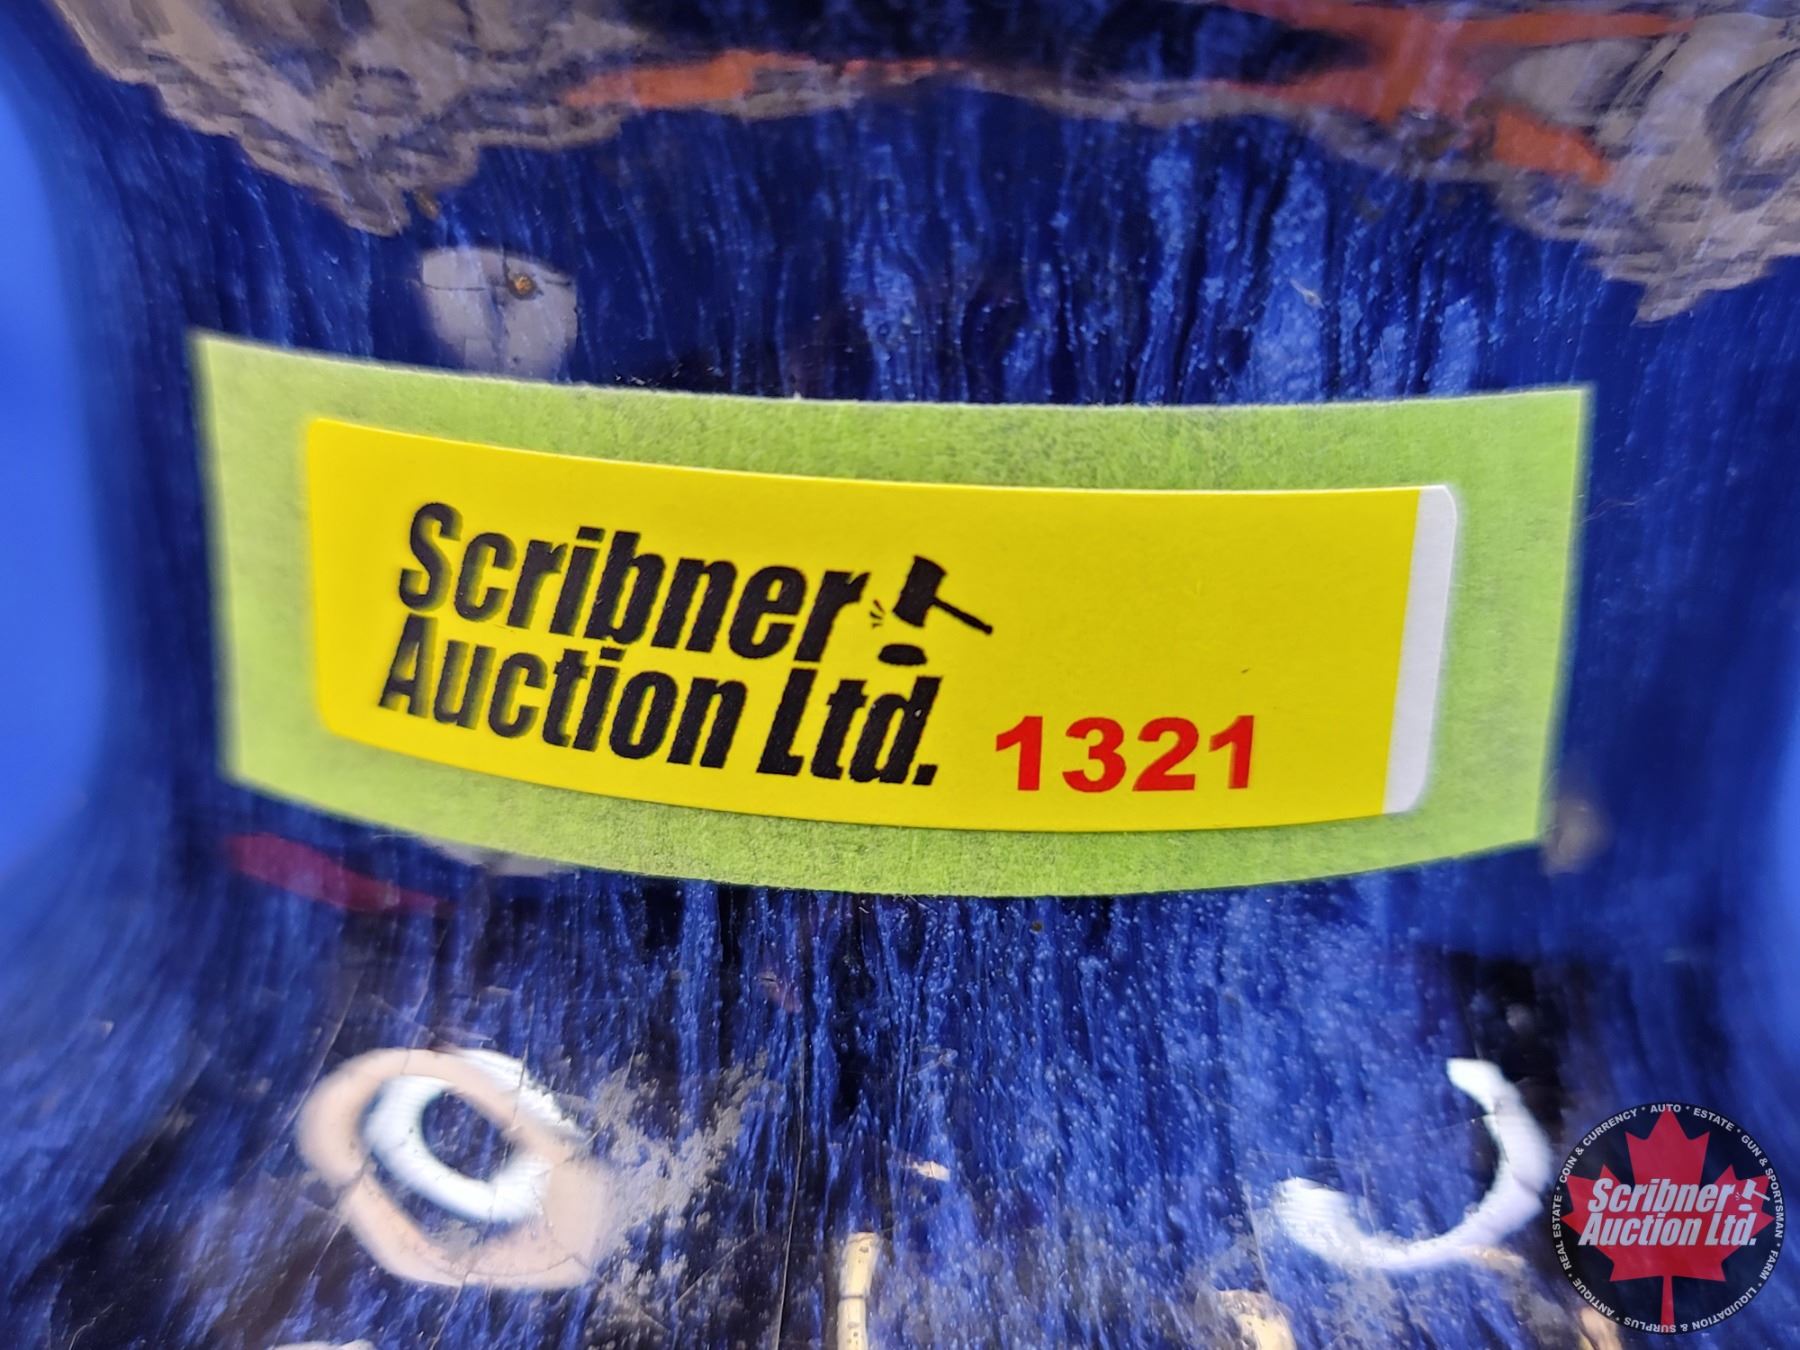 Scribner
Auction Ltd.
1321
COIN & CURRENCY * AUTO * ESTATE * GUN & SPORTSMAN * FARM * LIQUIDATION & SURPLUS * ANTIQUE * REAL ESTATE *
Scribner
Auction Ltd.